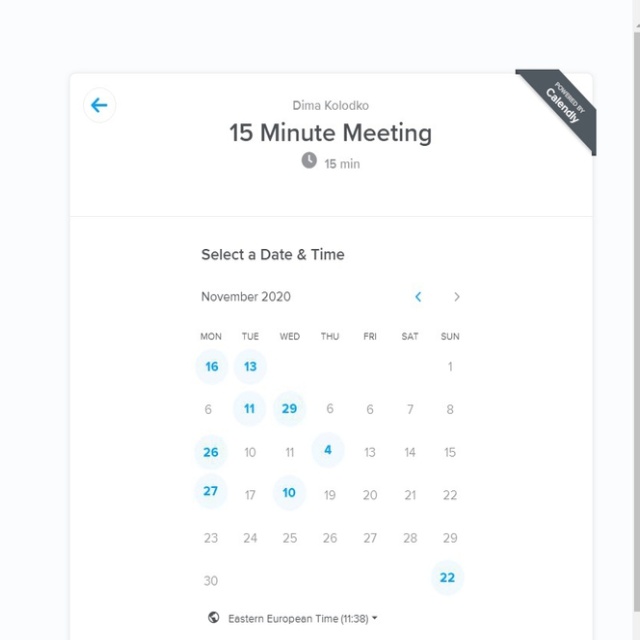 POWERED BY
Calendly
Dima Kolodko
15 Minute Meeting
15 min
Select a Date & Time
November 2020
MON TUE WED THU FRI SAT SUN
16 13 1
6 11 29 6 6 7 8
26 10 11 4 13 14 15
27 17 10 19 20 21 22
23 24 25 26 27 28 29
30 22
Eastern European Time (11:38)